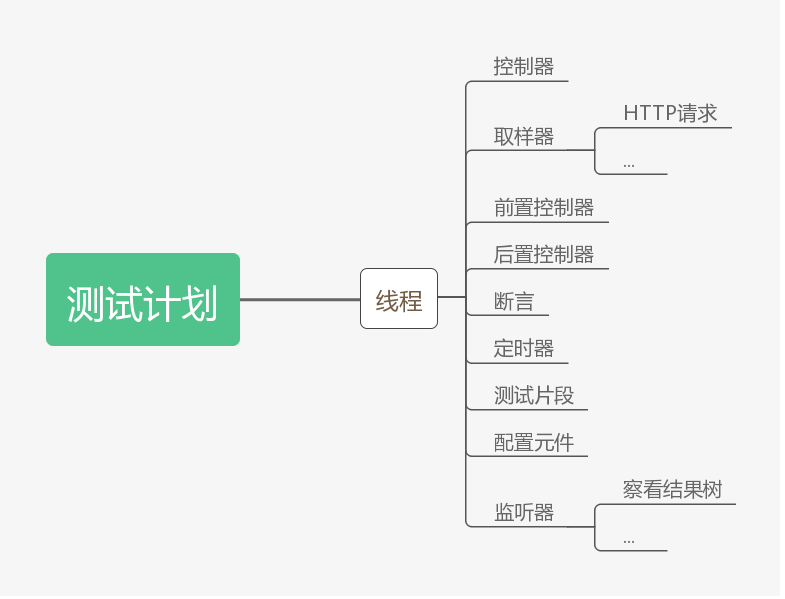 测试计划
线程
控制器
取样器
HTTP请求
...
前置控制器
后置控制器
断言
定时器
测试片段
配置元件
监听器
察看结果树
...